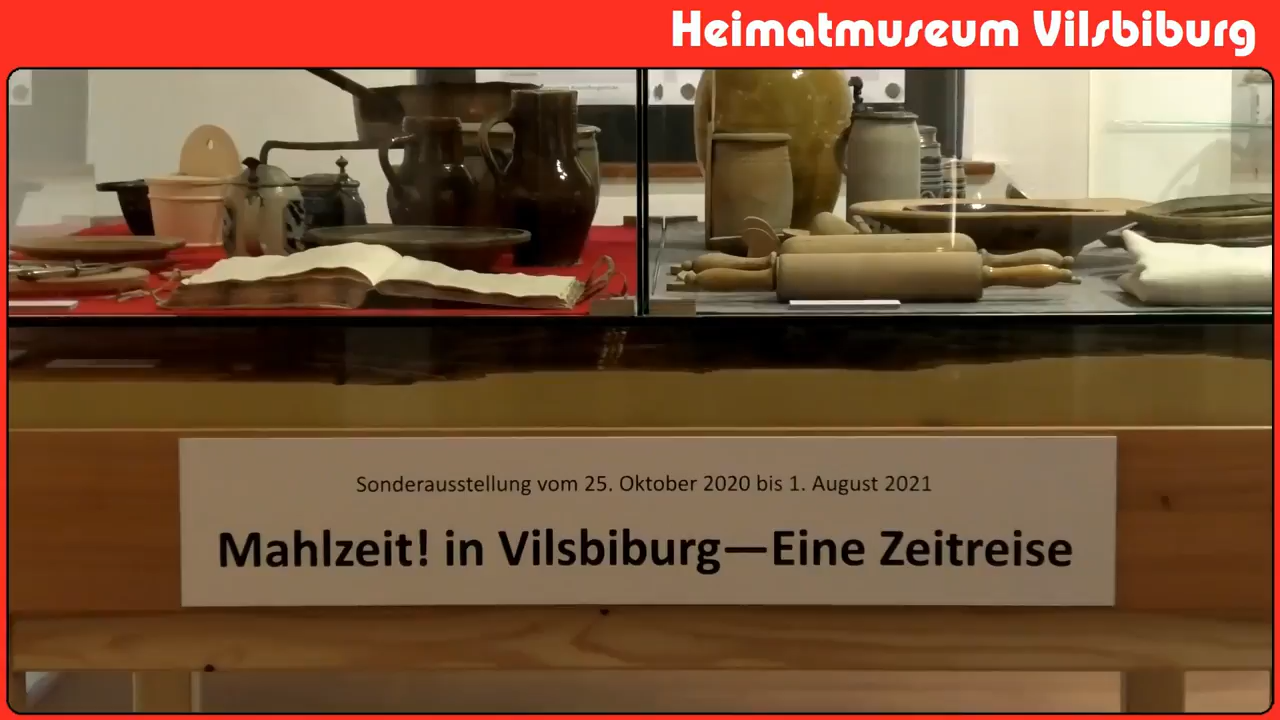 Heimatmuseum Vilsbiburg
Sonderausstellung vom 25. Oktober 2020 bis 1. August 2021
Mahlzeit! in Vilsbiburg—Eine Zeitreise